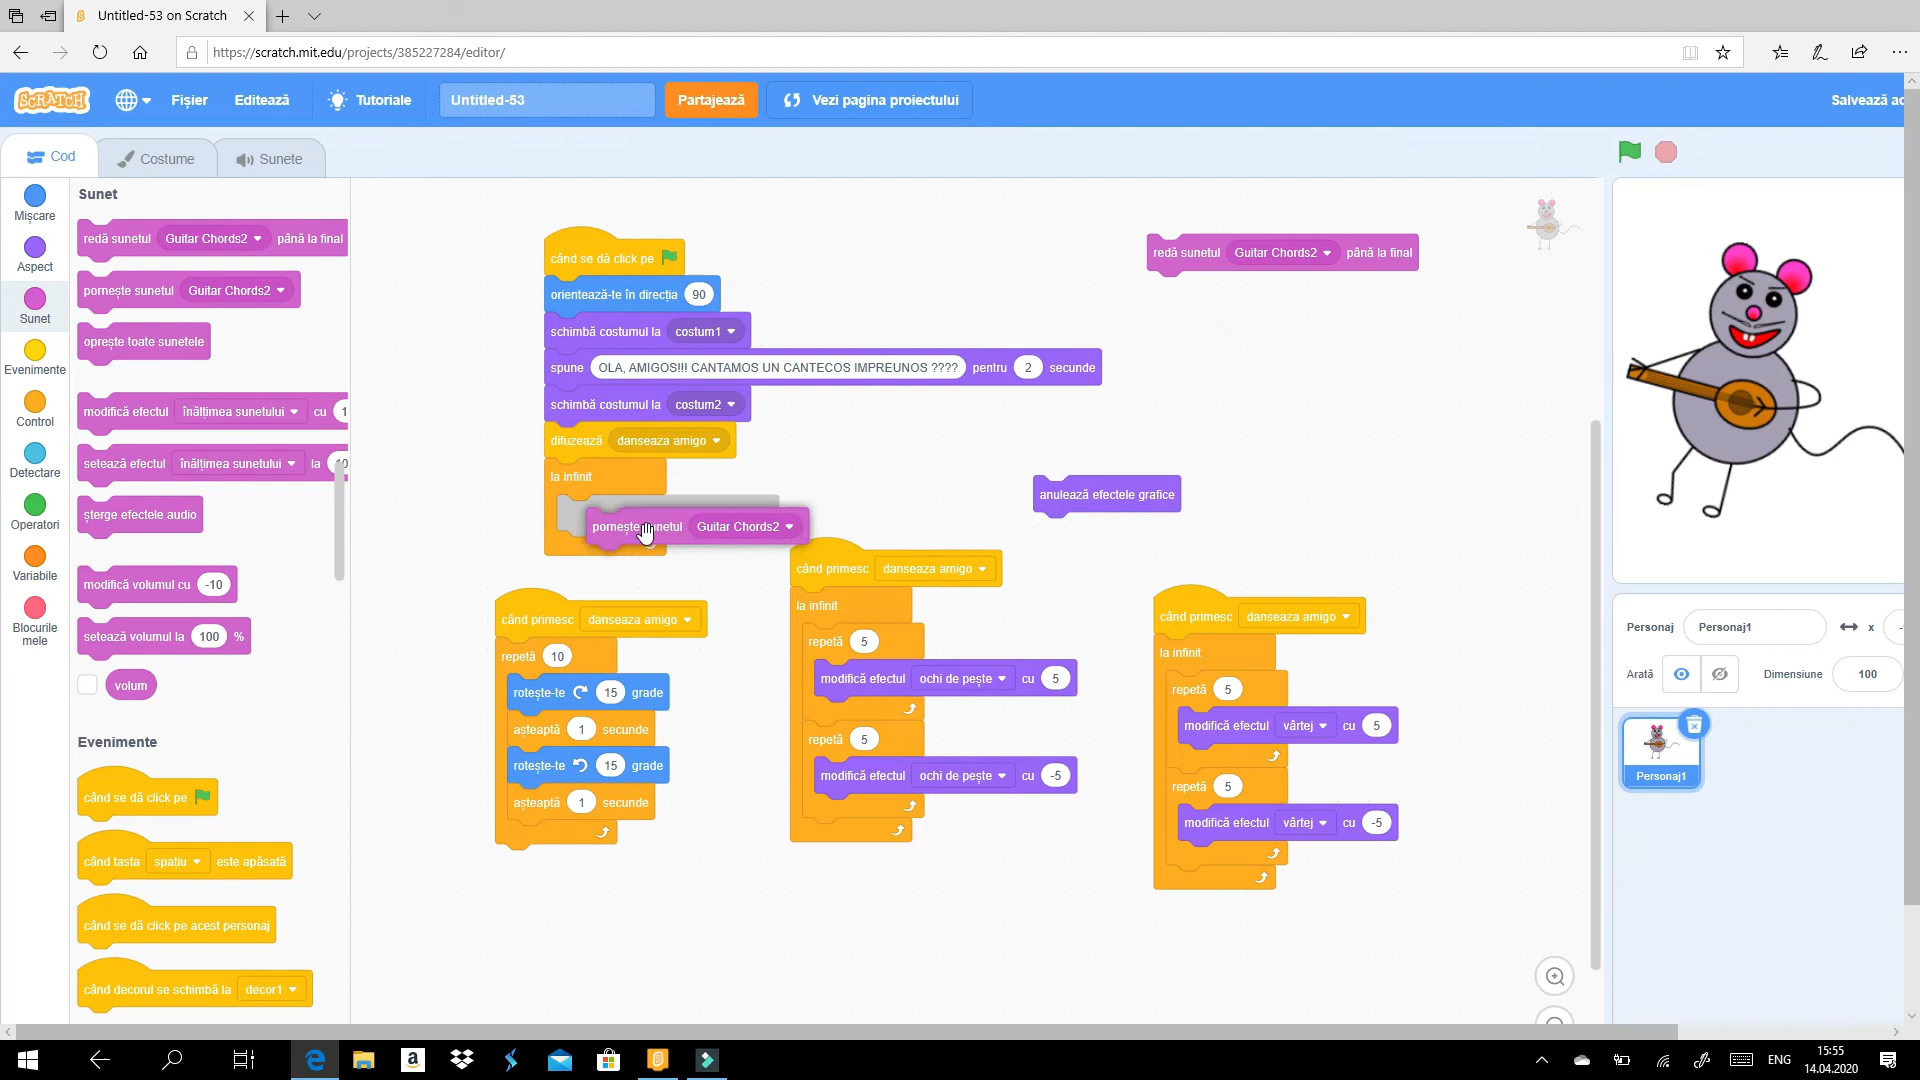 Untitled-53 on Scratch
https://scratch.mit.edu/projects/385227284/editor/
SCRATCH
Fișier
Editează
Tutoriale
Untitled-53
Partajează
Vezi pagina proiectului
Salvează ac
Cod
Costume
Sunete
Mișcare
Aspect
Sunet
Evenimente
Control
Detectare
Operatori
Variabile
Blocurile
mele
Sunet
redă sunetul Guitar Chords2 până la final
pornește sunetul Guitar Chords2
oprește toate sunetele
modifică efectul înălțimea sunetului cu 1
setează efectul înălțimea sunetului la
șterge efectele audio
modifică volumul cu -10
setează volumul la 100 %
volum
Evenimente
când se dă click pe
când tasta spațiu este apăsată
când se dă click pe acest personaj
când decorul se schimbă la decor1
când se dă click pe
orientează-te în direcția 90
schimbă costumul la costum1
spune OLA, AMIGOS!!! CANTAMOS UN CANTECOS IMPREUNOS ???? pentru 2 secunde
schimbă costumul la costum2
difuzează danseaza amigo
la infinit
pornește sunetul Guitar Chords2
redă sunetul Guitar Chords2 până la final
anulează efectele grafice
când primesc danseaza amigo
repetă 10
rotește-te 15 grade
așteaptă 1 secunde
rotește-te 15 grade
așteaptă 1 secunde
când primesc danseaza amigo
la infinit
repetă 5
modifică efectul ochi de pește cu 5
repetă 5
modifică efectul ochi de pește cu -5
când primesc danseaza amigo
la infinit
repetă 5
modifică efectul vârtej cu 5
repetă 5
modifică efectul vârtej cu -5
Personaj Personaj1 x
Arată Dimensiune 100
Personaj1
ENG
15:55
14.04.2020